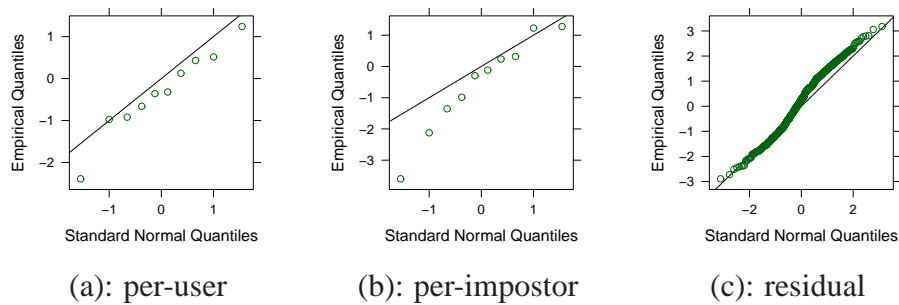 Empirical Quantiles
1
0
−1
−2
−1 0 1
Standard Normal Quantiles
(a): per-user
Empirical Quantiles
1
0
−1
−2
−3
−1 0 1
Standard Normal Quantiles
(b): per-impostor
Empirical Quantiles
3
2
1
0
−1
−2
−3
−2 0 2
Standard Normal Quantiles
(c): residual